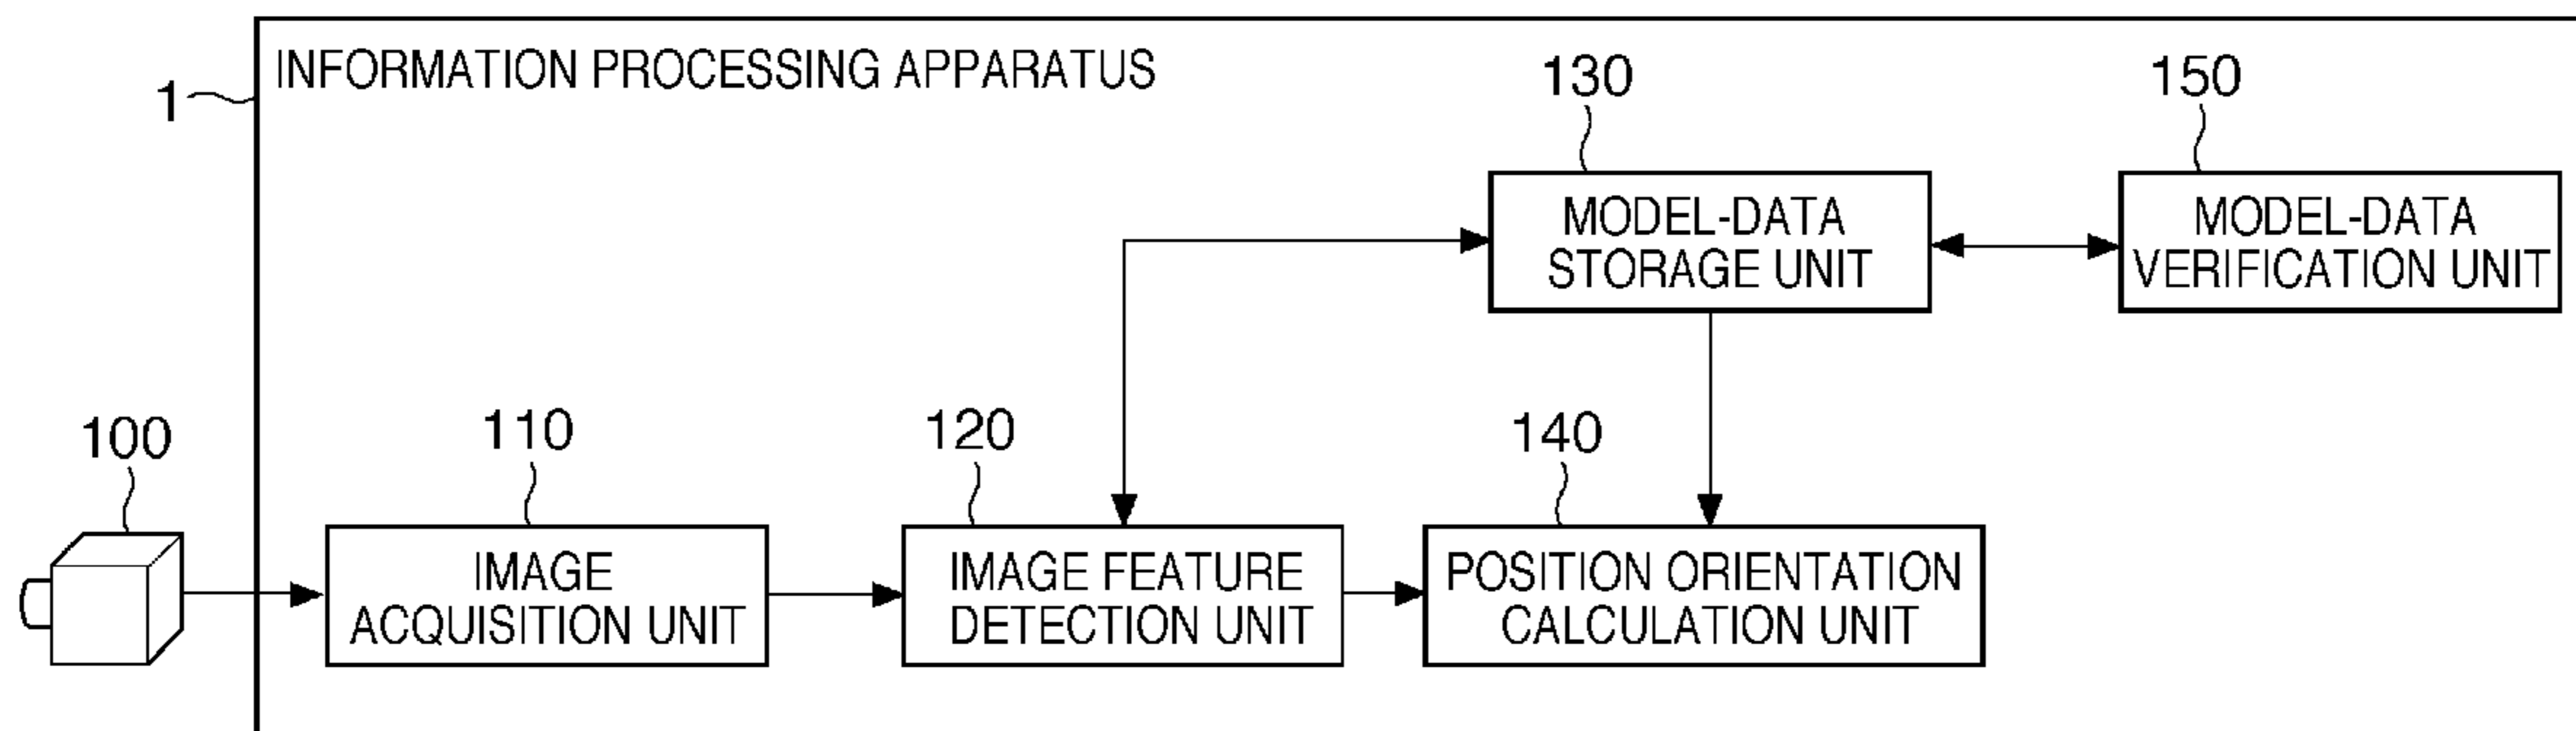 INFORMATION PROCESSING APPARATUS
1
130
150
MODEL-DATA
STORAGE UNIT
MODEL-DATA
VERIFICATION UNIT
100
110
120
140
IMAGE
ACQUISITION UNIT
IMAGE FEATURE
DETECTION UNIT
POSITION ORIENTATION
CALCULATION UNIT